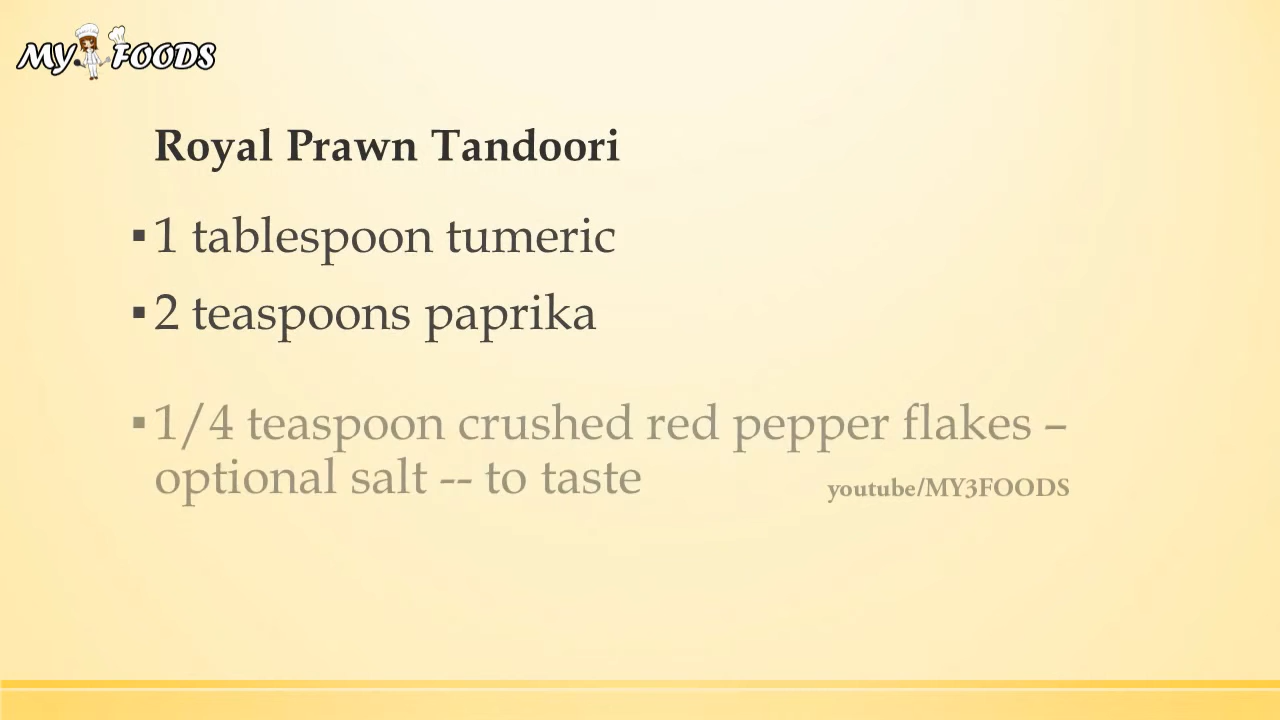 MY FOODS
Royal Prawn Tandoori
▪1 tablespoon tumeric
▪2 teaspoons paprika
▪1/4 teaspoon crushed red pepper flakes –
optional salt -- to taste
youtube/MY3FOODS